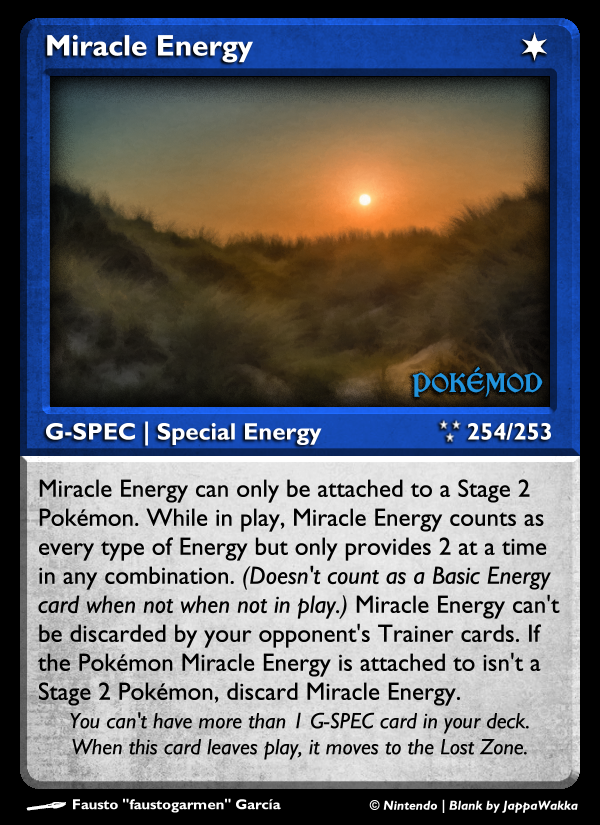 Miracle Energy
POKÉMOD
G-SPEC | Special Energy
254/253
Miracle Energy can only be attached to a Stage 2
Pokémon. While in play, Miracle Energy counts as
every type of Energy but only provides 2 at a time
in any combination. (Doesn't count as a Basic Energy
card when not when not in play.) Miracle Energy can't
be discarded by your opponent's Trainer cards. If
the Pokémon Miracle Energy is attached to isn't a
Stage 2 Pokémon, discard Miracle Energy.
You can't have more than 1 G-SPEC card in your deck.
When this card leaves play, it moves to the Lost Zone.
Fausto "faustogarmen" García
© Nintendo | Blank by JappaWakka